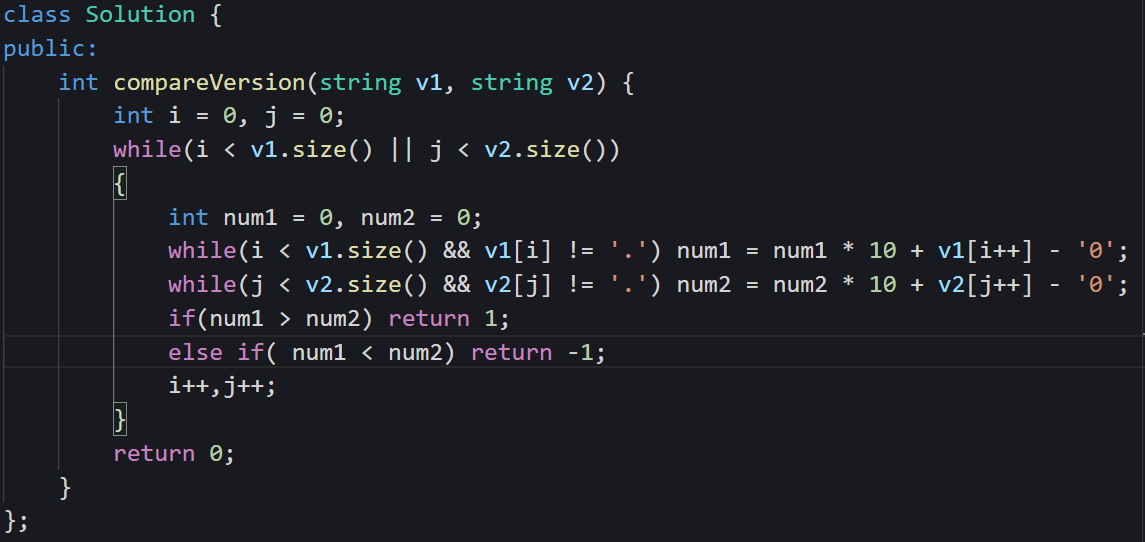 class Solution {
public:
    int compareVersion(string v1, string v2) {
        int i = 0, j = 0;
        while(i < v1.size() || j < v2.size())
        {
            int num1 = 0, num2 = 0;
            while(i < v1.size() && v1[i] != '.') num1 = num1 * 10 + v1[i++] - '0';
            while(j < v2.size() && v2[j] != '.') num2 = num2 * 10 + v2[j++] - '0';
            if(num1 > num2) return 1;
            else if( num1 < num2) return -1;
            i++,j++;
        }
        return 0;
    }
};